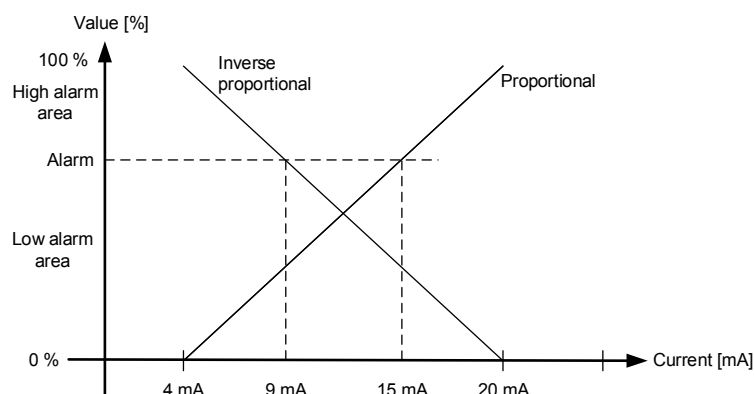 Value [%]
100 %
Inverse
proportional
Proportional
High alarm
area
Alarm
Low alarm
area
0 %
Current [mA]
4 mA
9 mA
15 mA
20 mA